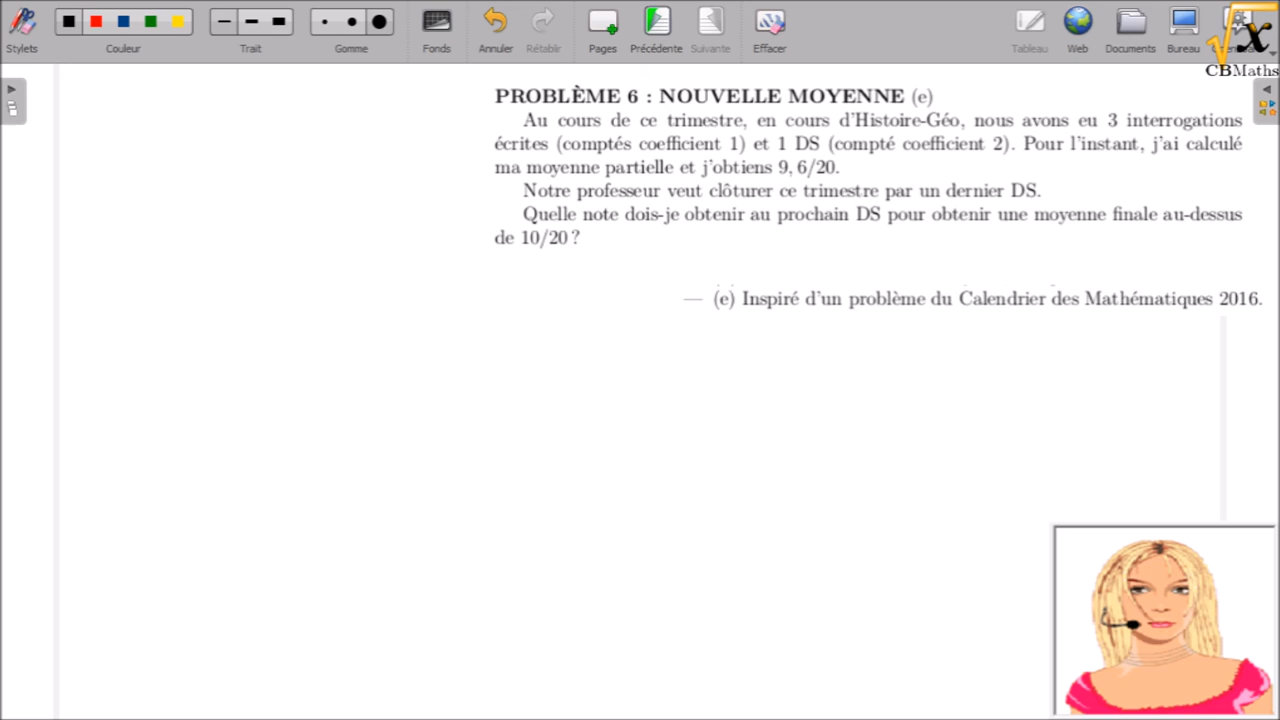 Stylets Couleur Trait Gomme Fonds Annuler Rétablir Pages Précédente Suivante Effacer Tableau Web Documents Bureau
CBMaths
PROBLÈME 6 : NOUVELLE MOYENNE (e)
Au cours de ce trimestre, en cours d'Histoire-Géo, nous avons eu 3 interrogations
écrites (comptés coefficient 1) et 1 DS (compté coefficient 2). Pour l'instant, j'ai calculé
ma moyenne partielle et j'obtiens 9, 6/20.
Notre professeur veut clôturer ce trimestre par un dernier DS.
Quelle note dois-je obtenir au prochain DS pour obtenir une moyenne finale au-dessus
de 10/20 ?
— (e) Inspiré d'un problème du Calendrier des Mathématiques 2016.